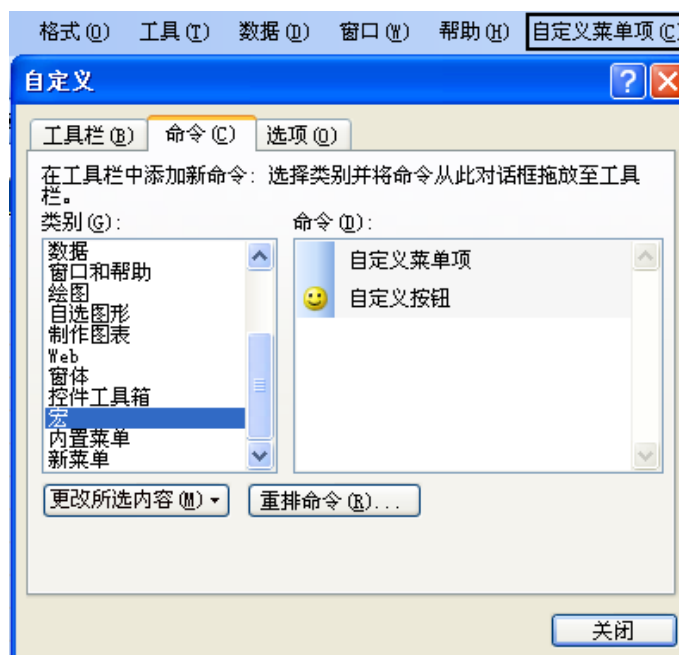 格式(O) 工具(T) 数据(D) 窗口(W) 帮助(H) 自定义菜单项(C)
自定义
工具栏(B) 命令(C) 选项(O)
在工具栏中添加新命令：选择类别并将命令从此对话框拖放至工具
栏。
类别(G)： 命令(D)：
数据
窗口和帮助
绘图
自选图形
制作图表
Web
窗体
控件工具箱
宏
内置菜单
新菜单
自定义菜单项
自定义按钮
更改所选内容(M) 重排命令(R)...
关闭